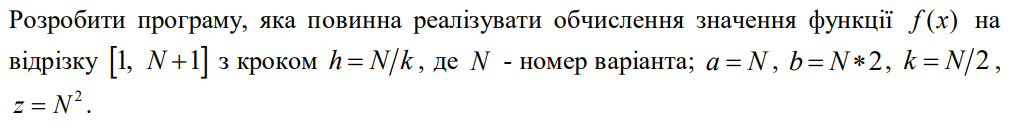 Розробити програму, яка повинна реалізувати обчислення значення функції f(x) на
відрізку [1, N+1] з кроком h=N/k, де N - номер варіанта; a=N, b=N*2, k=N/2,
z=N².